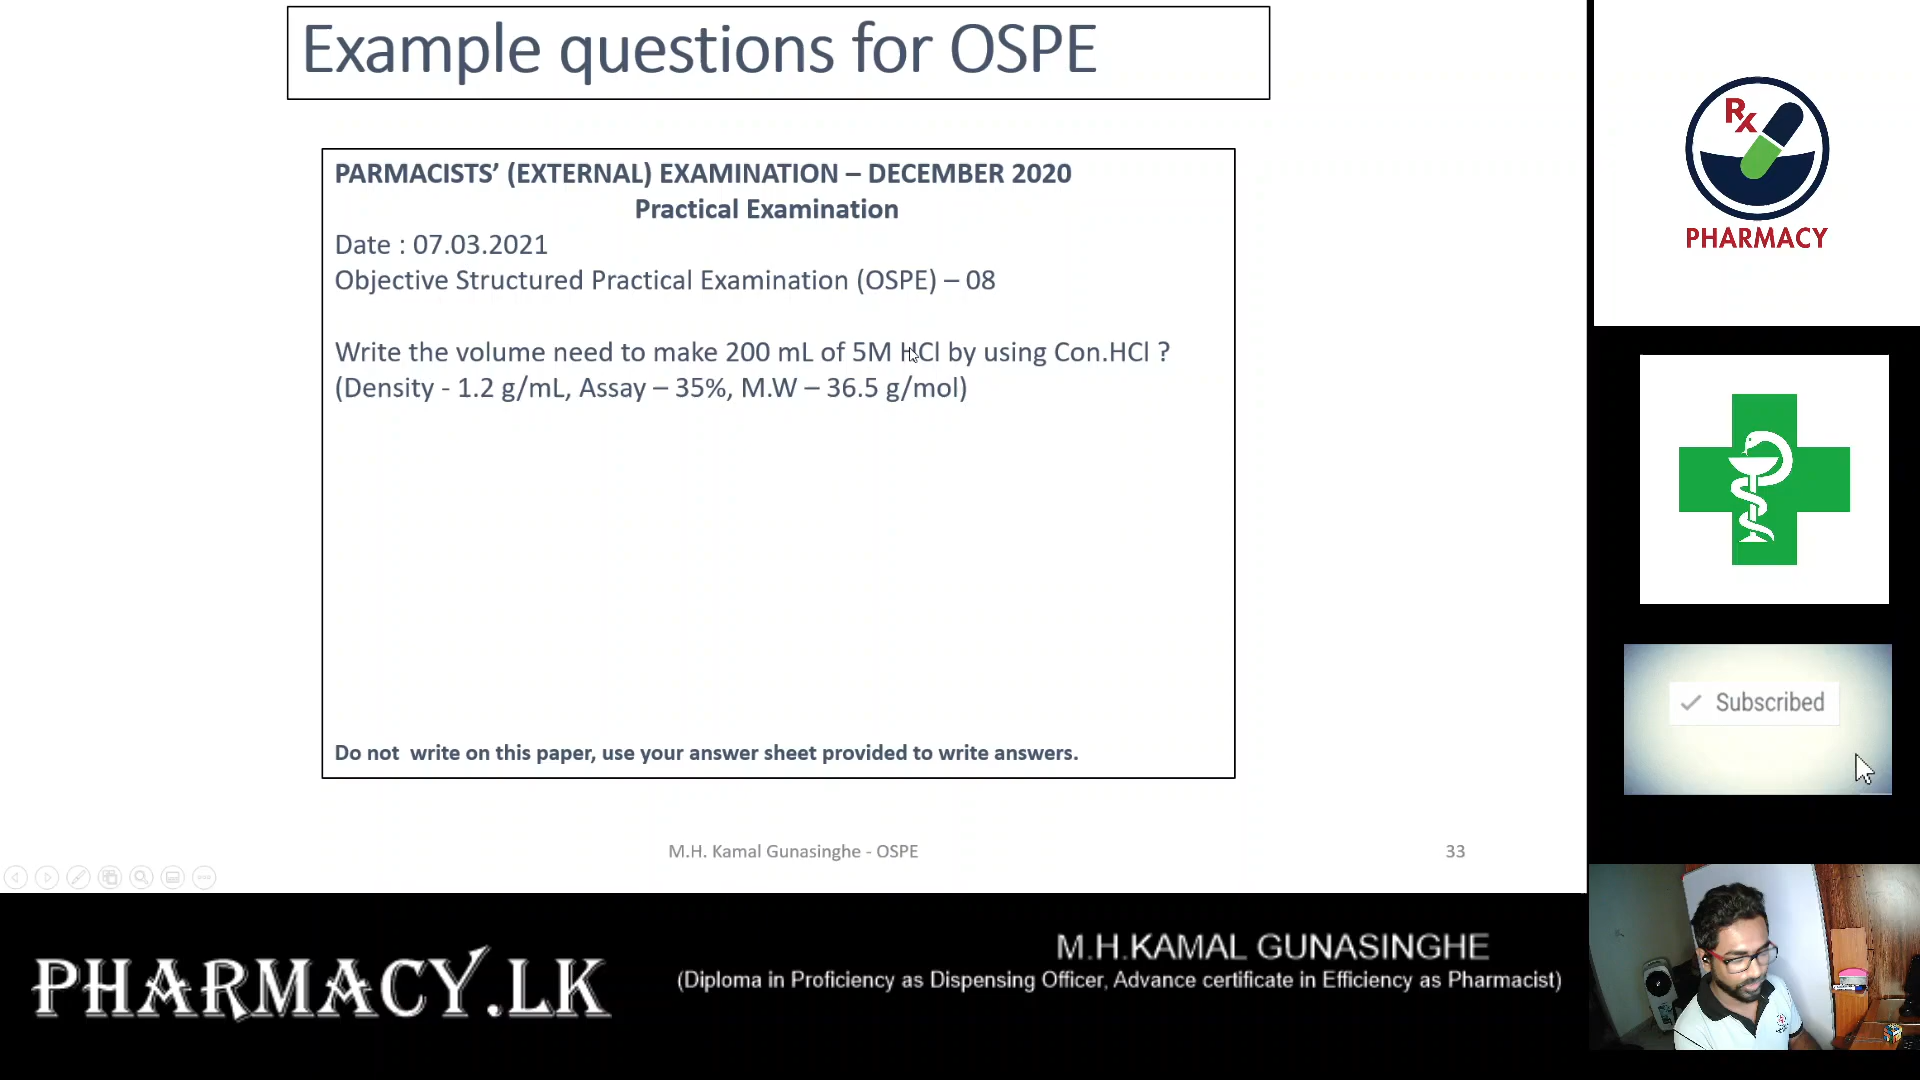 Example questions for OSPE
PARMACISTS’ (EXTERNAL) EXAMINATION – DECEMBER 2020
Practical Examination
Date : 07.03.2021
Objective Structured Practical Examination (OSPE) – 08
Write the volume need to make 200 mL of 5M HCl by using Con.HCl ?
(Density - 1.2 g/mL, Assay – 35%, M.W – 36.5 g/mol)
Do not write on this paper, use your answer sheet provided to write answers.
M.H. Kamal Gunasinghe - OSPE
33
Rx
PHARMACY
Subscribed
PHARMACY.LK
M.H.KAMAL GUNASINGHE
(Diploma in Proficiency as Dispensing Officer, Advance certificate in Efficiency as Pharmacist)